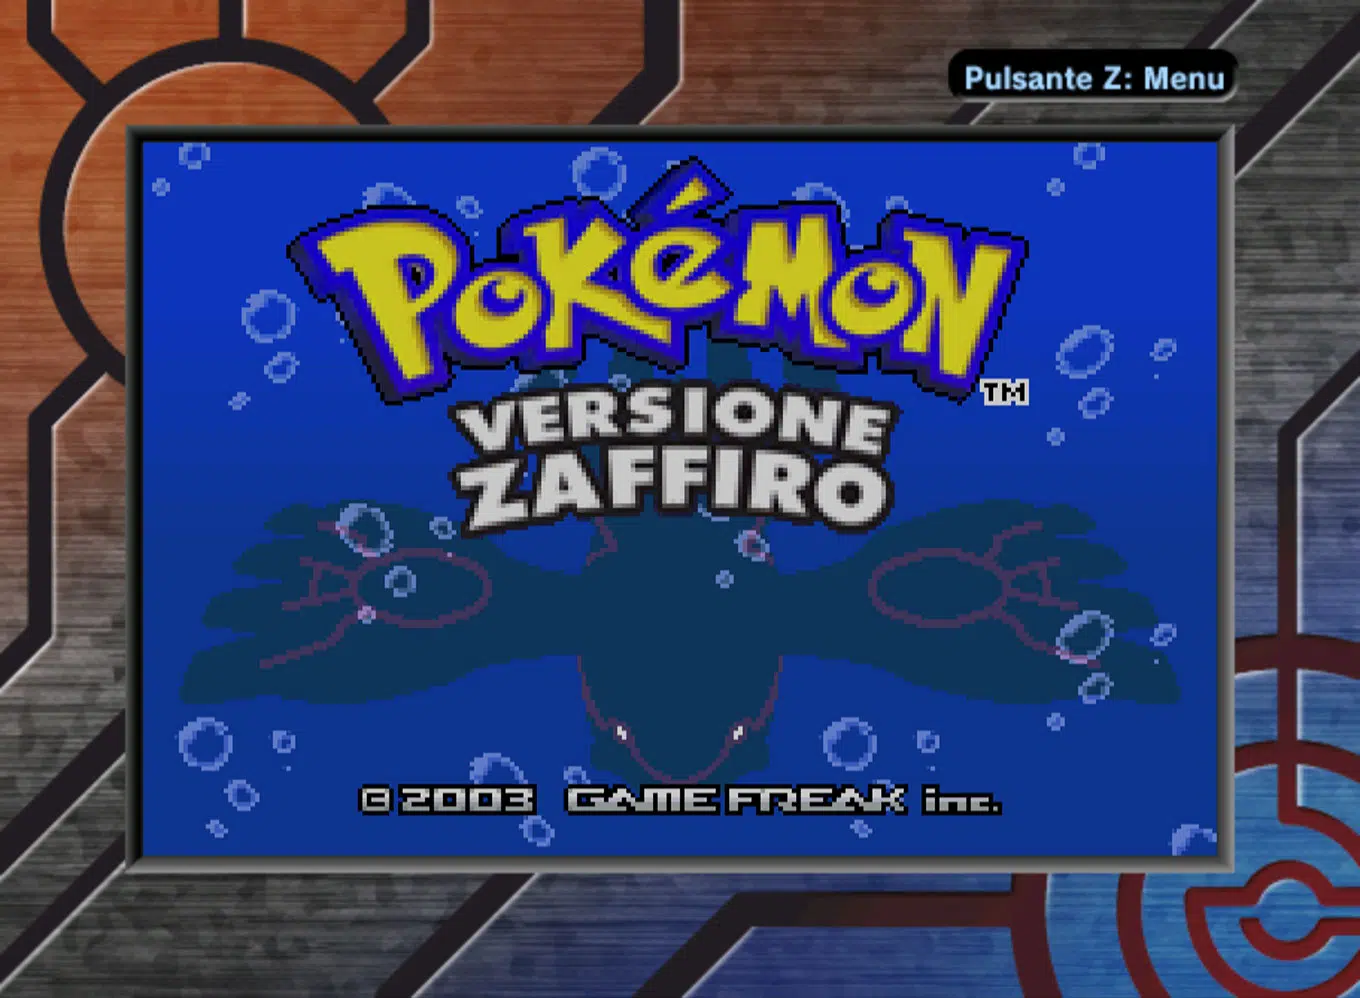 Pulsante Z: Menu
POKéMON
TM
VERSIONE
ZAFFIRO
© 2003 GAME FREAK inc.